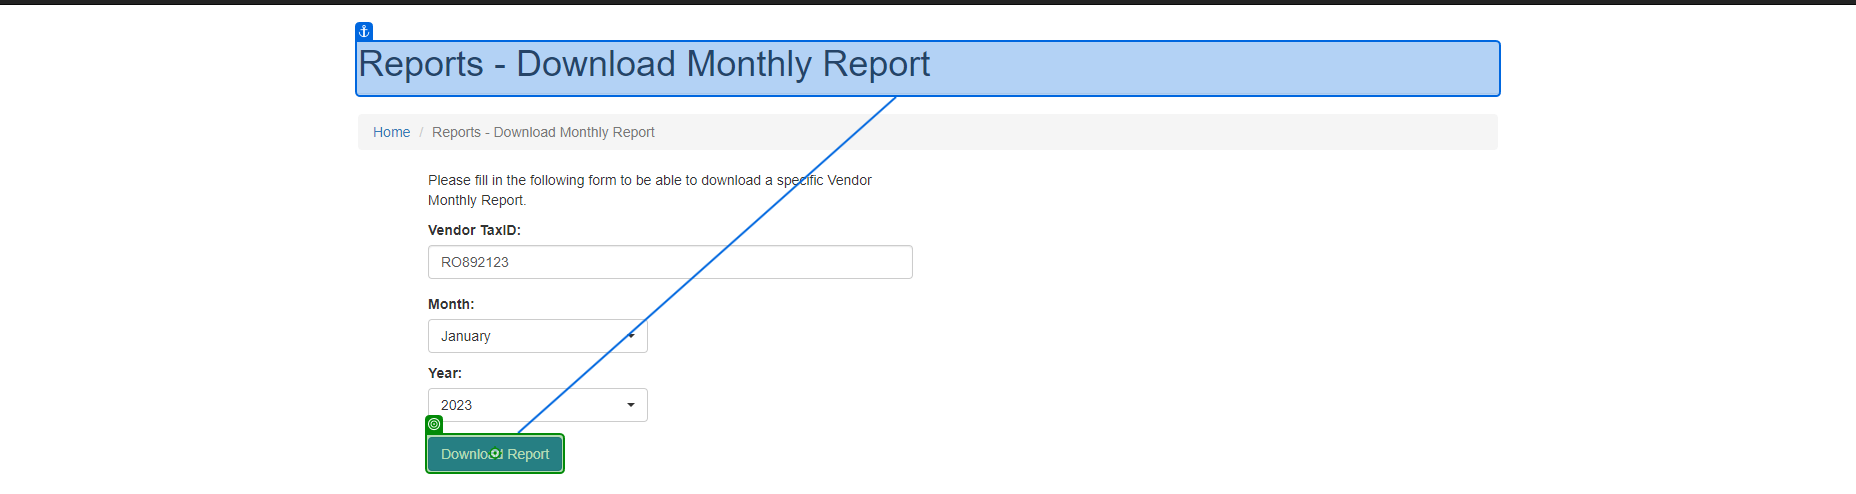 Reports - Download Monthly Report
Home / Reports - Download Monthly Report
Please fill in the following form to be able to download a specific Vendor
Monthly Report.
Vendor TaxID:
RO892123
Month:
January
Year:
2023
Download Report